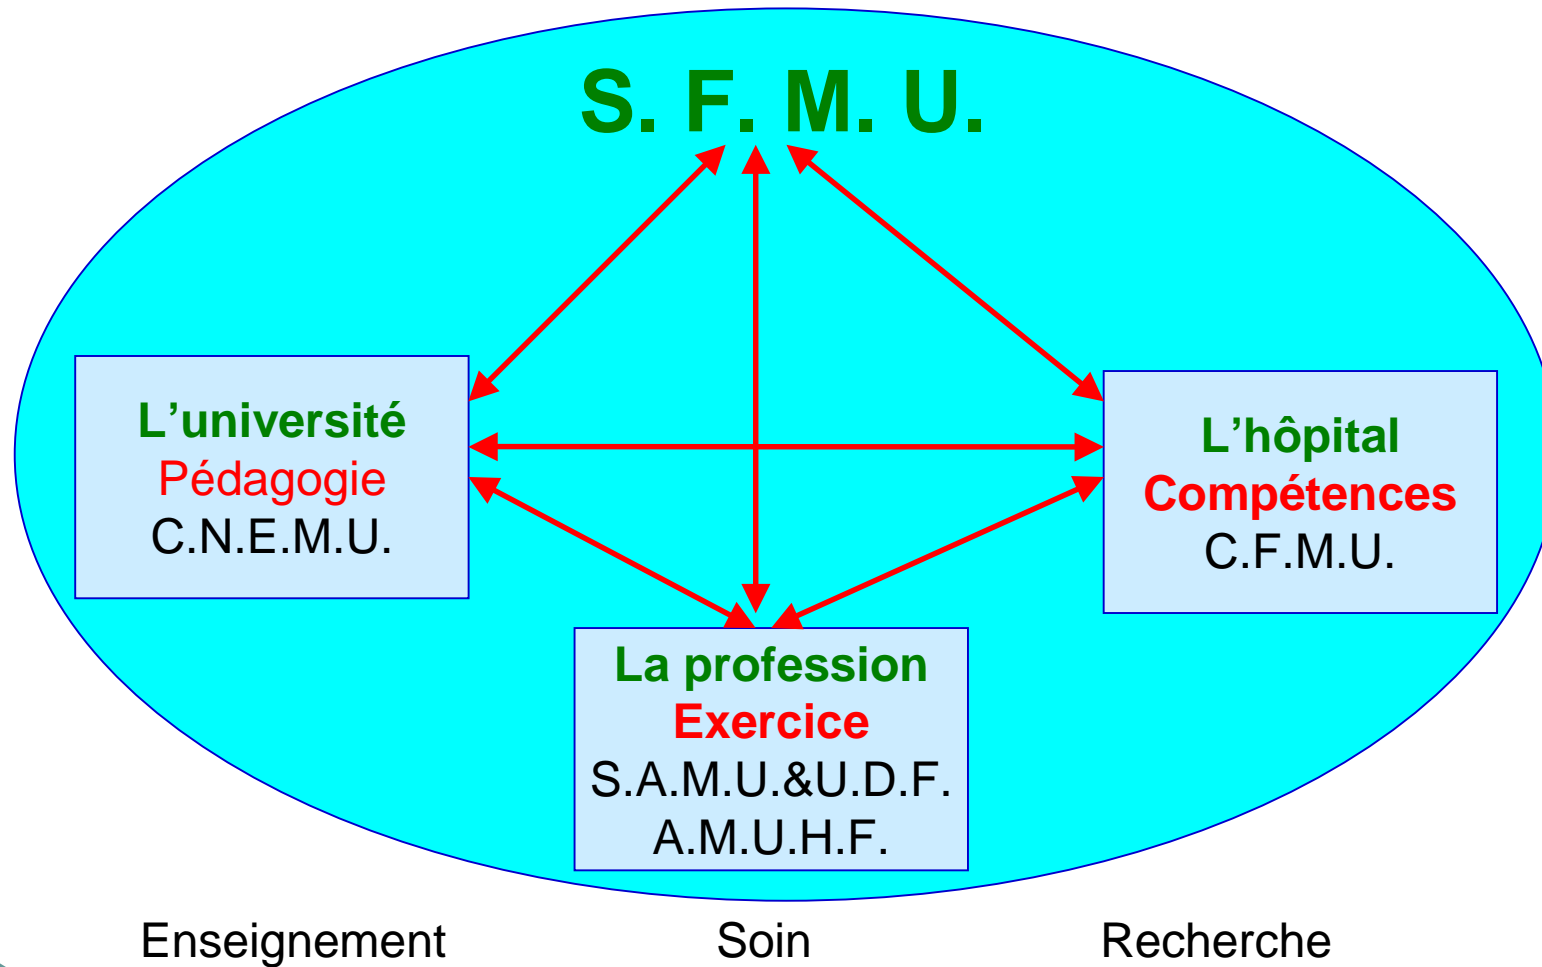 S. F. M. U.
L’université
Pédagogie
C.N.E.M.U.
L’hôpital
Compétences
C.F.M.U.
La profession
Exercice
S.A.M.U.&U.D.F.
A.M.U.H.F.
Enseignement
Soin
Recherche